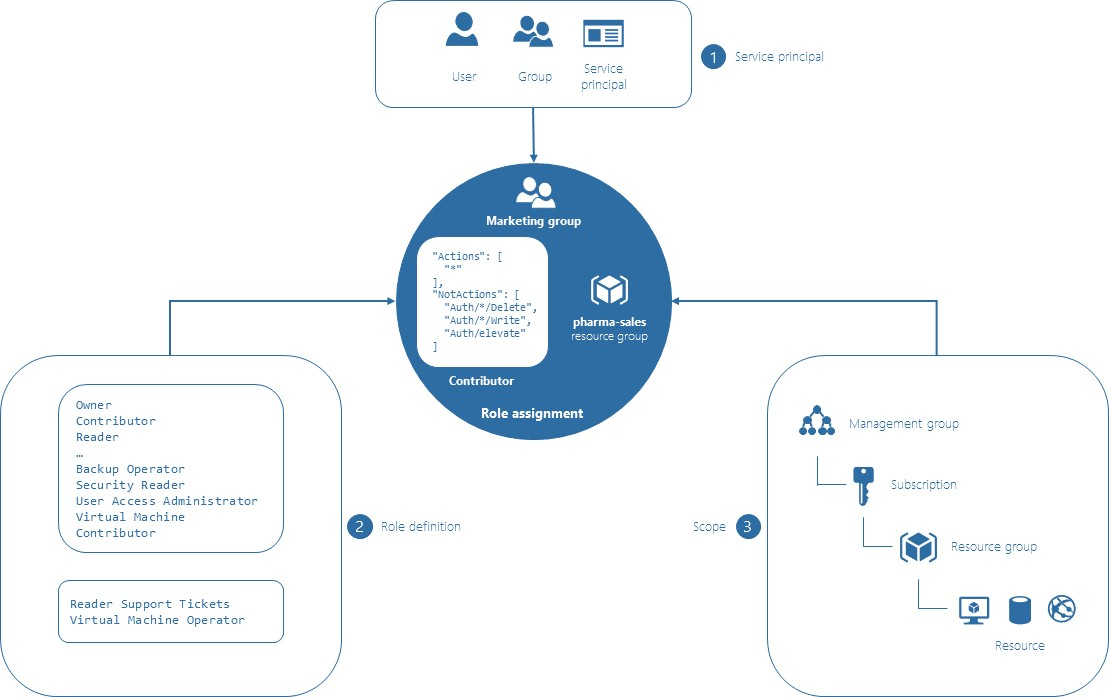 User
Group
Service
principal
1
Service principal
Marketing group
"Actions": [
"*"
],
"NotActions": [
"Auth/*/Delete",
"Auth/*/Write",
"Auth/elevate"
]
Contributor
pharma-sales
resource group
Role assignment
Owner
Contributor
Reader
…
Backup Operator
Security Reader
User Access Administrator
Virtual Machine
Contributor
Reader Support Tickets
Virtual Machine Operator
2
Role definition
Scope
3
Management group
Subscription
Resource group
Resource